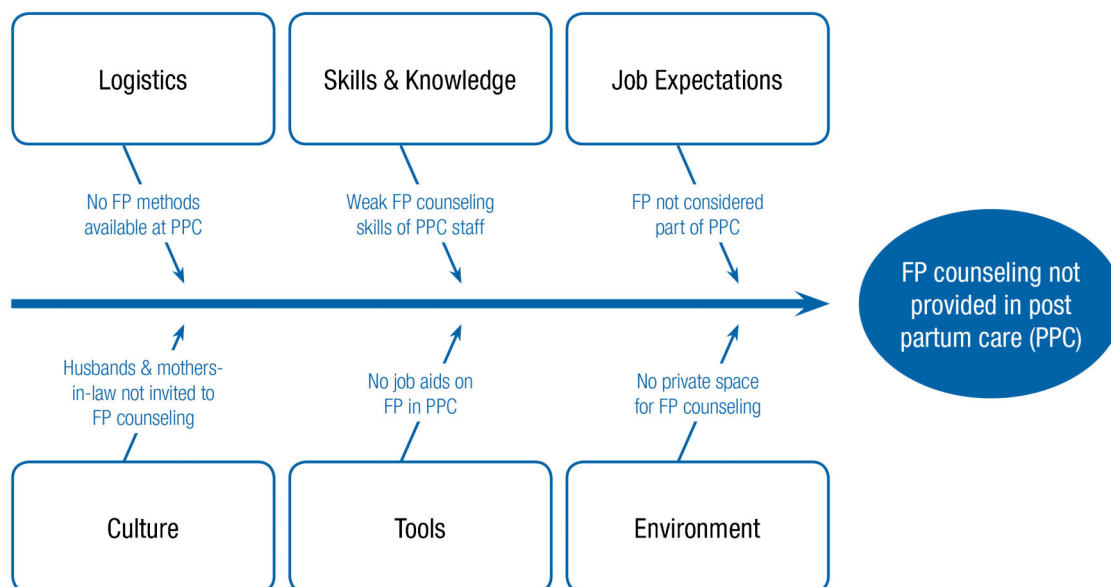 Logistics
Skills & Knowledge
Job Expectations
No FP methods
available at PPC
Weak FP counseling
skills of PPC staff
FP not considered
part of PPC
FP counseling not
provided in post
partum care (PPC)
Husbands & mothers-
in-law not invited to
FP counseling
No job aids on
FP in PPC
No private space
for FP counseling
Culture
Tools
Environment